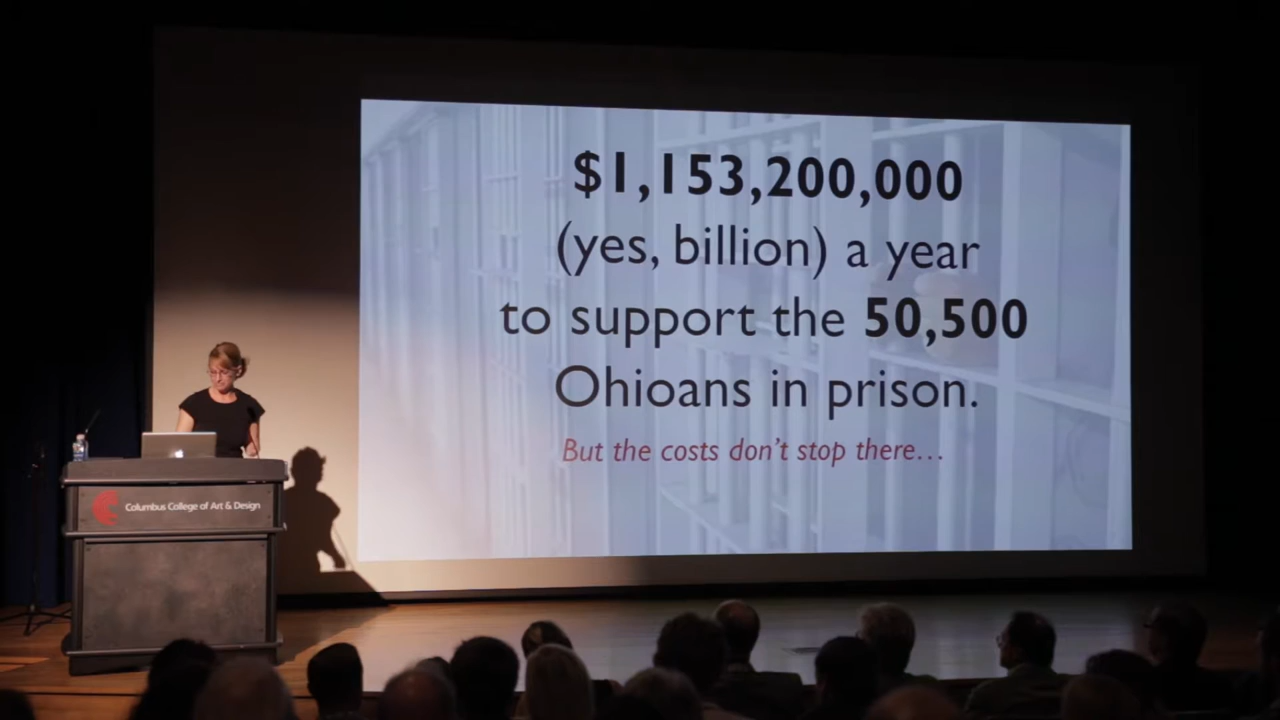 $1,153,200,000
(yes, billion) a year
to support the 50,500
Ohioans in prison.
But the costs don't stop there...
Columbus College of Art & Design